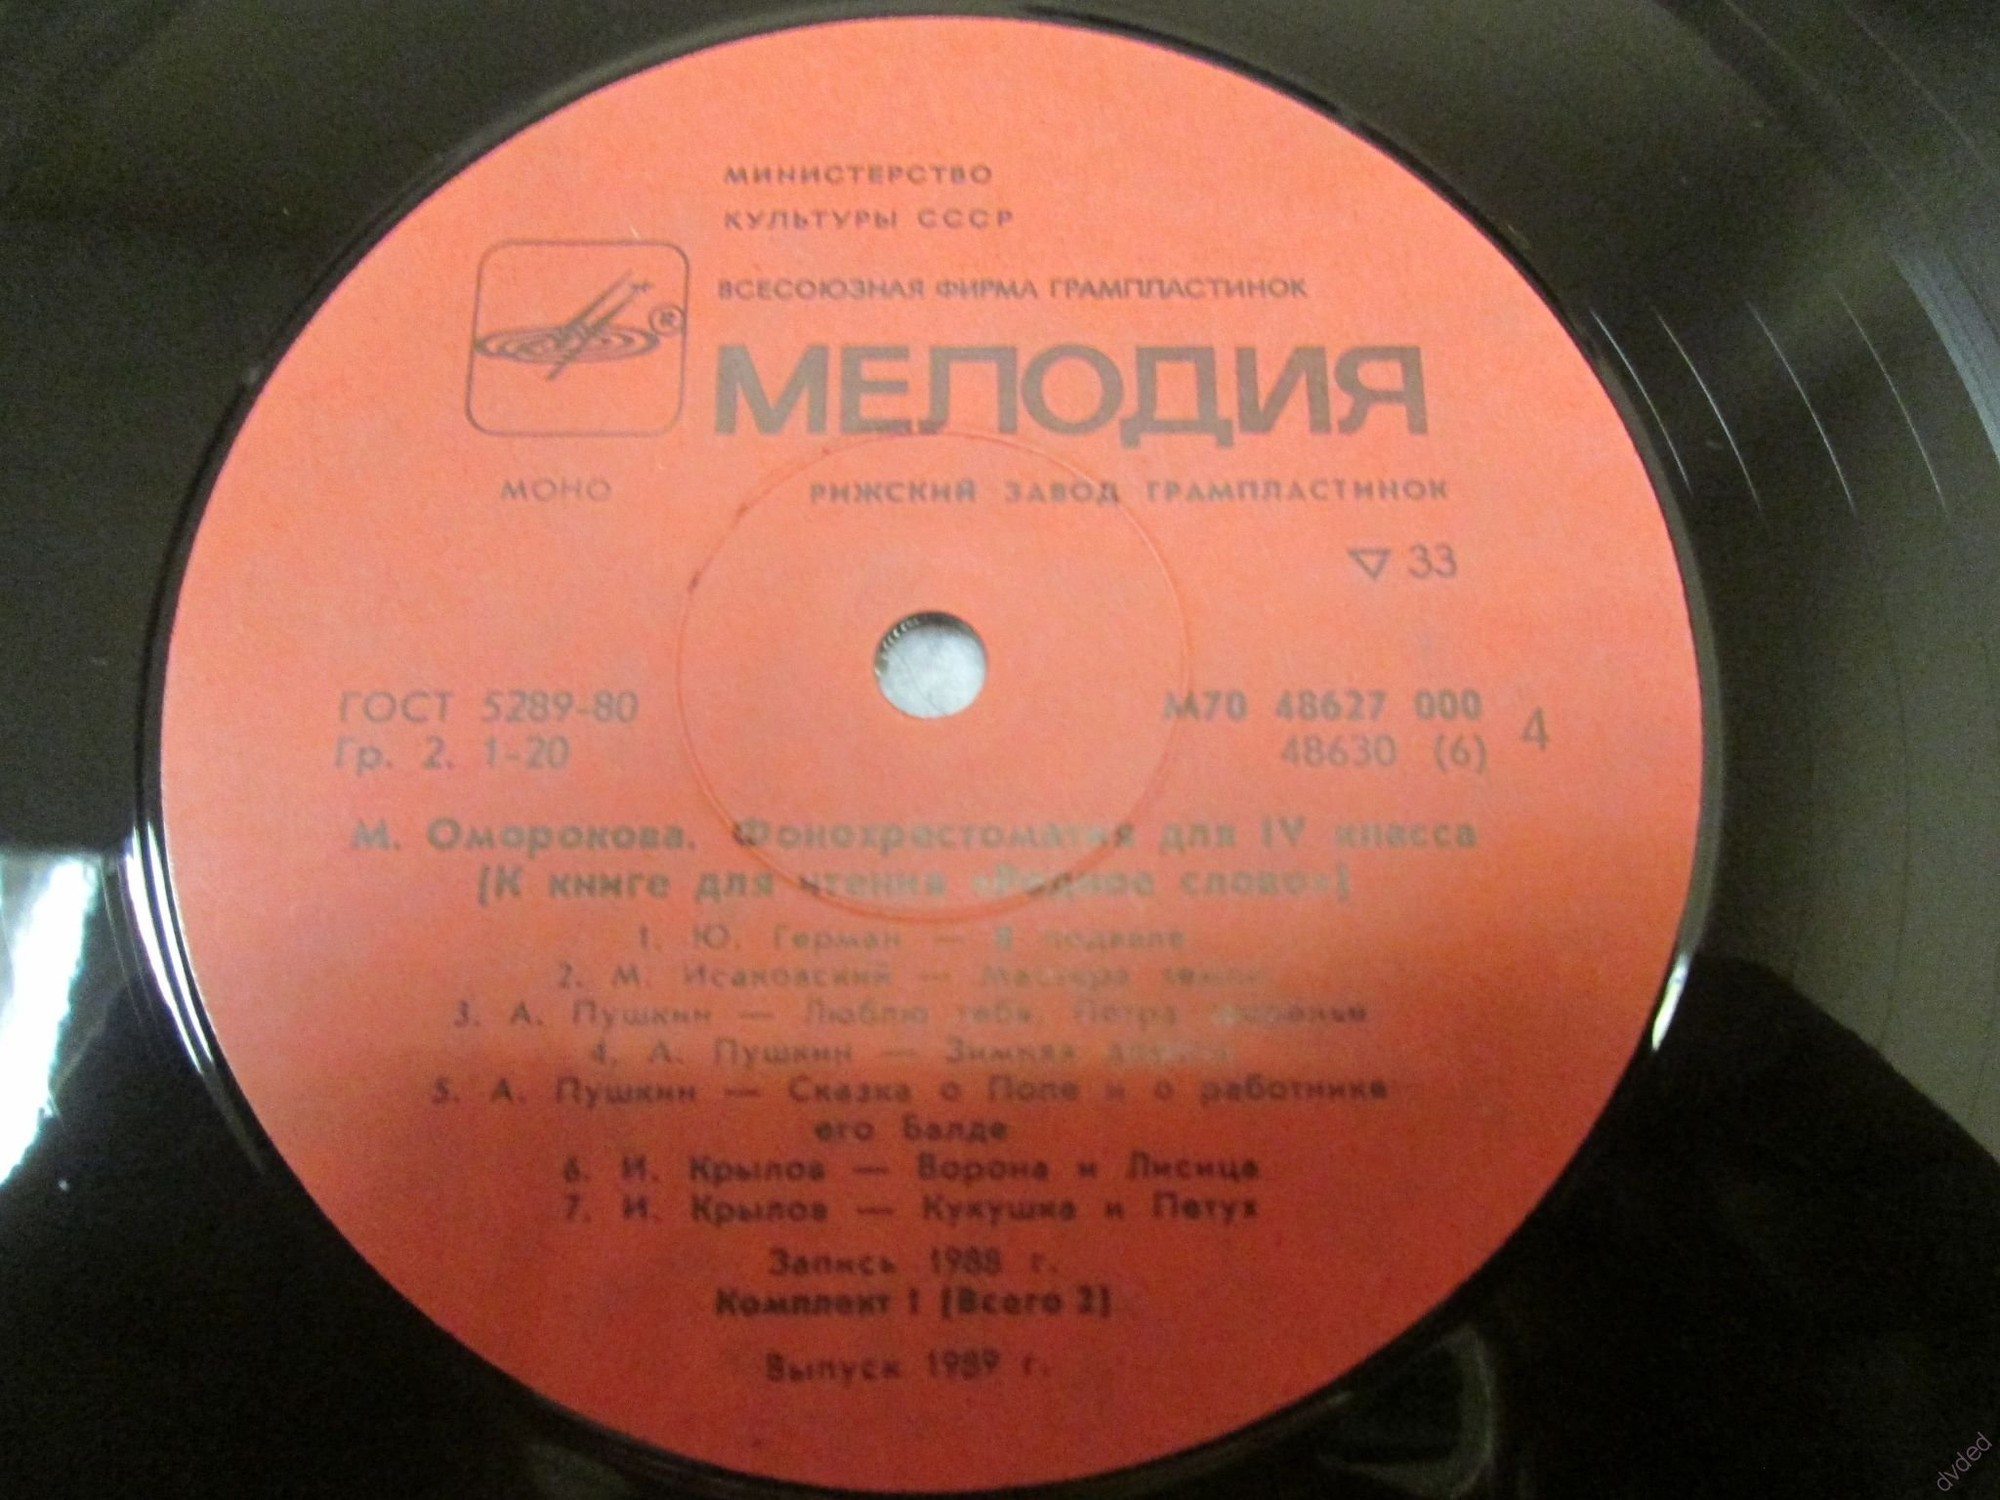 МИНИСТЕРСТВО
КУЛЬТУРЫ СССР
ВСЕСОЮЗНАЯ ФИРМА ГРАМПЛАСТИНОК
®
МЕЛОДИЯ
МОНО РИЖСКИЙ ЗАВОД ГРАМПЛАСТИНОК
▽ 33
ГОСТ 5289-80 М70 48627 000
Гр. 2. 1-20 48630 (6) 4
М. Оморокова. Фонохрестоматия для IV класса
(К книге для чтения «Родное слово»)
1. Ю. Герман — В подвале
2. М. Исаковский — Мастера земли
3. А. Пушкин — Люблю тебя, Петра творенье
4. А. Пушкин — Зимняя дорога
5. А. Пушкин — Сказка о Попе и о работнике
его Балде
6. И. Крылов — Ворона и Лисица
7. И. Крылов — Кукушка и Петух
Запись 1988 г.
Комплект 1 (Всего 2)
Выпуск 1989 г.
dvded